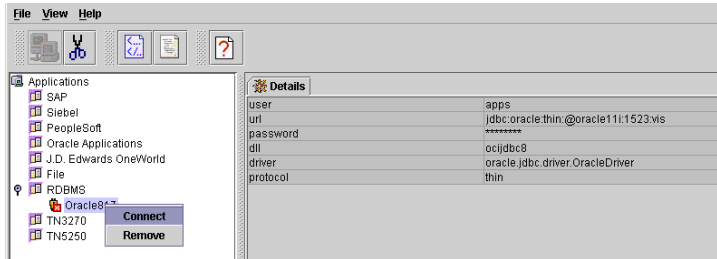 File View Help
Applications
SAP
Siebel
PeopleSoft
Oracle Applications
J.D. Edwards OneWorld
File
RDBMS
Oracle817
Connect
Remove
TN3270
TN5250
Details
user apps
url jdbc:oracle:thin:@oracle11i:1523:vis
password ********
dll ocijdbc8
driver oracle.jdbc.driver.OracleDriver
protocol thin